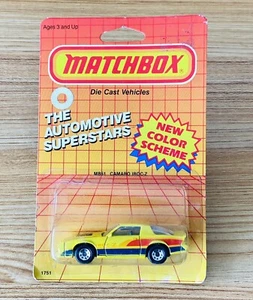 Ages 3 and Up
MATCHBOX
Die Cast Vehicles
THE
AUTOMOTIVE
SUPERSTARS
NEW
COLOR
SCHEME
MB51 CAMARO IROC-Z
1751